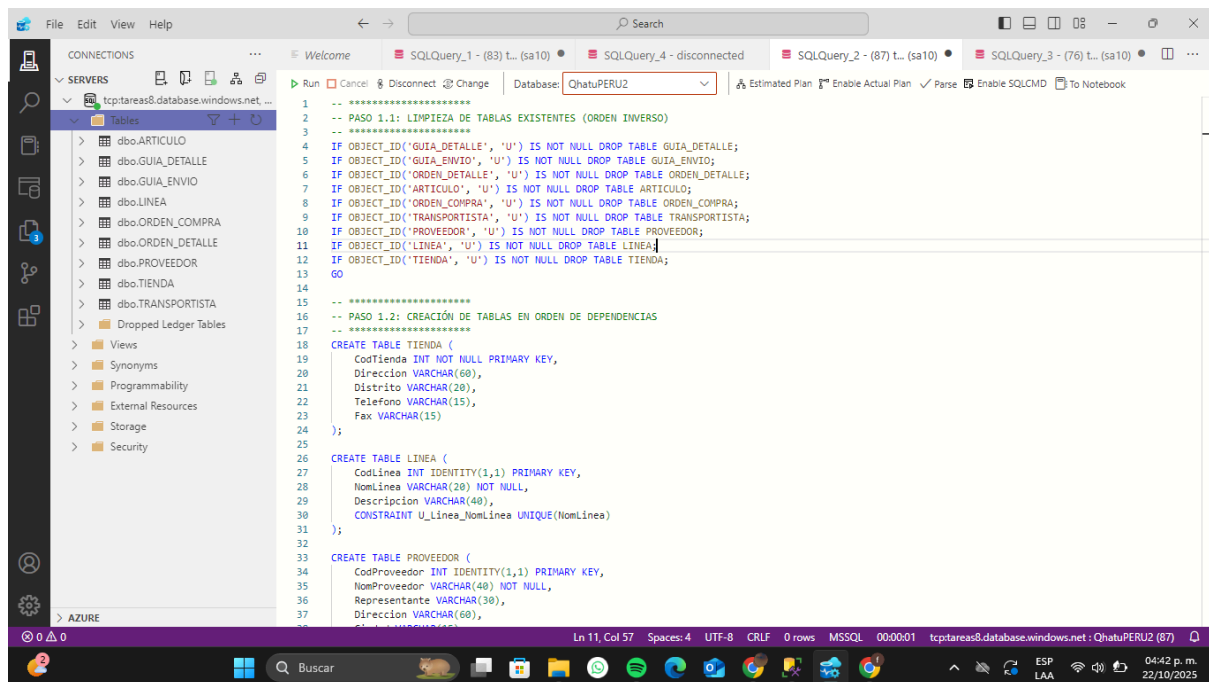 File Edit View Help
Search
CONNECTIONS
Welcome
SQLQuery_1 - (83) t... (sa10)
SQLQuery_4 - disconnected
SQLQuery_2 - (87) t... (sa10)
SQLQuery_3 - (76) t... (sa10)
SERVERS
Run Cancel Disconnect Change Database: QhatuPERU2 Estimated Plan Enable Actual Plan Parse Enable SQLCMD To Notebook
tcp:tareas8.database.windows.net, ...
Tables
dbo.ARTICULO
dbo.GUIA_DETALLE
dbo.GUIA_ENVIO
dbo.LINEA
dbo.ORDEN_COMPRA
dbo.ORDEN_DETALLE
dbo.PROVEEDOR
dbo.TIENDA
dbo.TRANSPORTISTA
Dropped Ledger Tables
Views
Synonyms
Programmability
External Resources
Storage
Security
AZURE
3
1 -- *********************
2 -- PASO 1.1: LIMPIEZA DE TABLAS EXISTENTES (ORDEN INVERSO)
3 -- *********************
4 IF OBJECT_ID('GUIA_DETALLE', 'U') IS NOT NULL DROP TABLE GUIA_DETALLE;
5 IF OBJECT_ID('GUIA_ENVIO', 'U') IS NOT NULL DROP TABLE GUIA_ENVIO;
6 IF OBJECT_ID('ORDEN_DETALLE', 'U') IS NOT NULL DROP TABLE ORDEN_DETALLE;
7 IF OBJECT_ID('ARTICULO', 'U') IS NOT NULL DROP TABLE ARTICULO;
8 IF OBJECT_ID('ORDEN_COMPRA', 'U') IS NOT NULL DROP TABLE ORDEN_COMPRA;
9 IF OBJECT_ID('TRANSPORTISTA', 'U') IS NOT NULL DROP TABLE TRANSPORTISTA;
10 IF OBJECT_ID('PROVEEDOR', 'U') IS NOT NULL DROP TABLE PROVEEDOR;
11 IF OBJECT_ID('LINEA', 'U') IS NOT NULL DROP TABLE LINEA;
12 IF OBJECT_ID('TIENDA', 'U') IS NOT NULL DROP TABLE TIENDA;
13 GO
14
15 -- *********************
16 -- PASO 1.2: CREACIÓN DE TABLAS EN ORDEN DE DEPENDENCIAS
17 -- *********************
18 CREATE TABLE TIENDA (
19 CodTienda INT NOT NULL PRIMARY KEY,
20 Direccion VARCHAR(60),
21 Distrito VARCHAR(20),
22 Telefono VARCHAR(15),
23 Fax VARCHAR(15)
24 );
25
26 CREATE TABLE LINEA (
27 CodLinea INT IDENTITY(1,1) PRIMARY KEY,
28 NomLinea VARCHAR(20) NOT NULL,
29 Descripcion VARCHAR(40),
30 CONSTRAINT U_Linea_NomLinea UNIQUE(NomLinea)
31 );
32
33 CREATE TABLE PROVEEDOR (
34 CodProveedor INT IDENTITY(1,1) PRIMARY KEY,
35 NomProveedor VARCHAR(40) NOT NULL,
36 Representante VARCHAR(30),
37 Direccion VARCHAR(60),
0 0
Ln 11, Col 57 Spaces: 4 UTF-8 CRLF 0 rows MSSQL 00:00:01 tcp:tareas8.database.windows.net : QhatuPERU2 (87)
2
Buscar
ESP
LAA
04:42 p. m.
22/10/2025